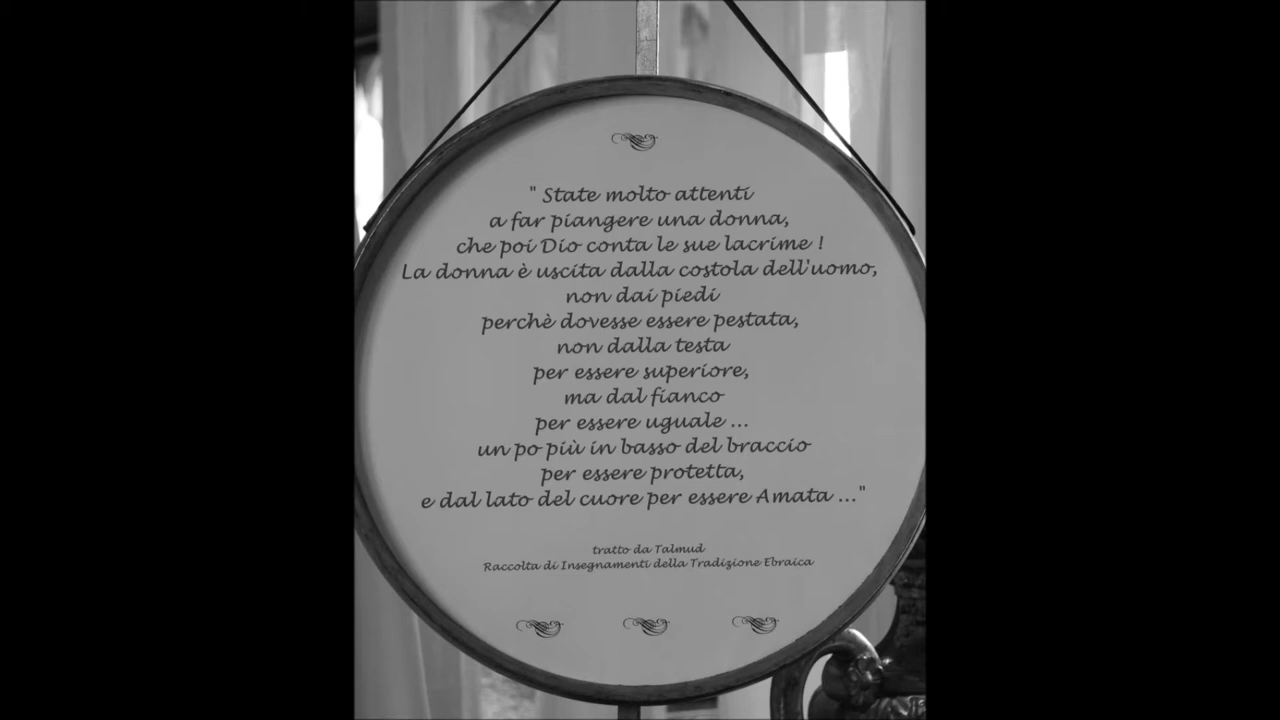 " State molto attenti
a far piangere una donna,
che poi Dio conta le sue lacrime !
La donna è uscita dalla costola dell'uomo,
non dai piedi
perchè dovesse essere pestata,
non dalla testa
per essere superiore,
ma dal fianco
per essere uguale ...
un po più in basso del braccio
per essere protetta,
e dal lato del cuore per essere Amata ..."
tratto da Talmud
Raccolta di Insegnamenti della Tradizione Ebraica